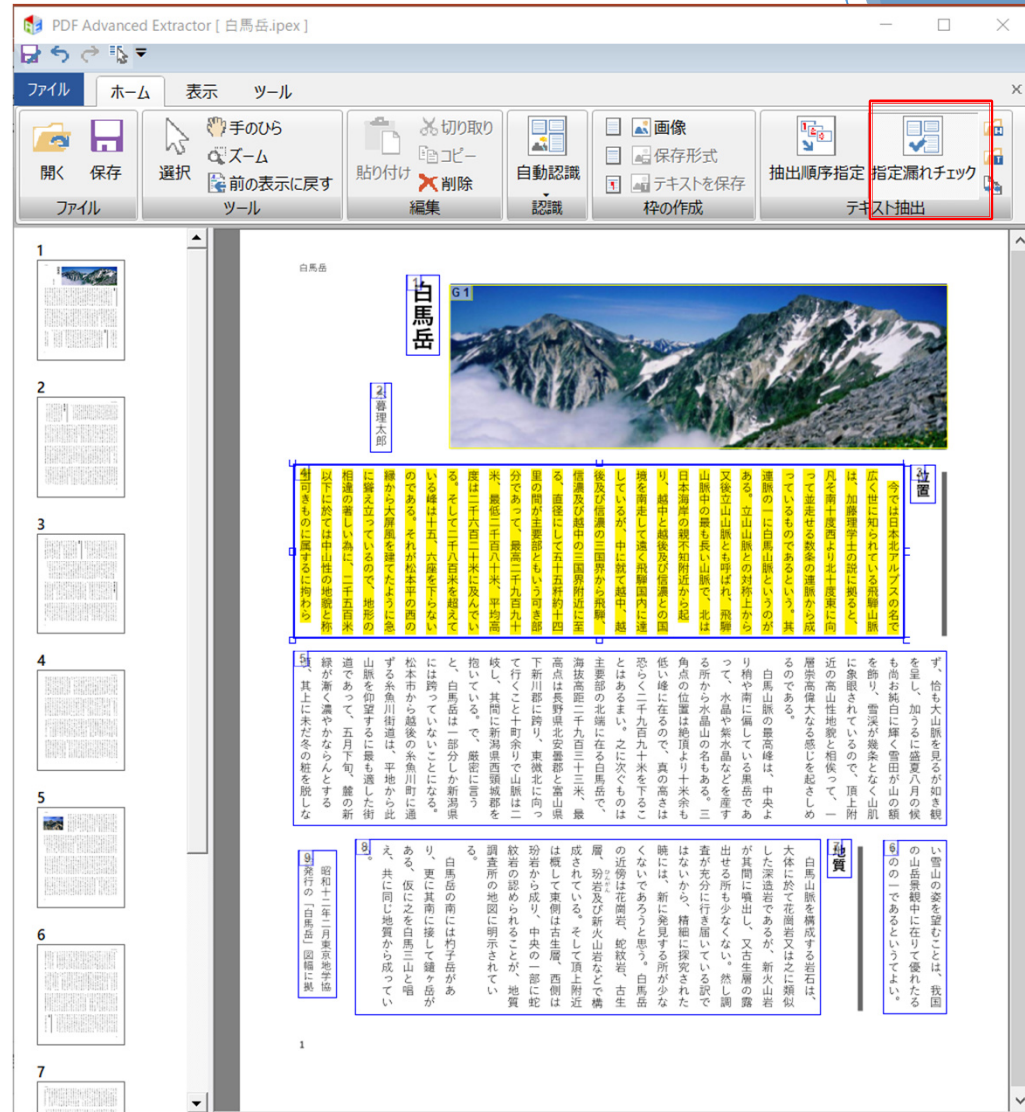 PDF Advanced Extractor [ 白馬岳.ipex ]
ファイル
ホーム
表示
ツール
開く
保存
ファイル
選択
手のひら
ズーム
前の表示に戻す
ツール
貼り付け
切り取り
コピー
削除
編集
自動認識
認識
画像
保存形式
テキストを保存
枠の作成
抽出順序指定
指定漏れチェック
テキスト抽出
1
2
3
4
5
6
7
白馬岳
1
白馬岳
G 1
2
暮理太郎
3
位置
4
今では日本北アルプスの名で
広く世に知られている飛騨山脈
は、加藤理学士の説に拠ると、
凡そ南十度西より北十度東に向
って並走せる数条の連脈から成
っているものであるという。其
連脈の一に白馬山脈というのが
ある。立山山脈との対称上から
又後立山山脈とも呼ばれ、飛騨
山脈中の最も長い山脈で、北は
日本海岸の親不知附近から起
り、越中と越後及び信濃との国
境を南走して遠く飛騨国内に達
しているが、中に就て越中、越
後及び信濃の三国界から飛騨、
信濃及び越中の三国界附近に至
る、直径にして五十五粁約十四
里の間が主要部ともいう可き部
分であって、最高二千九百九十
米、最低二千百八十米、平均高
度は二千六百二十米に及んでい
る。そして二千八百米を超えて
いる峰は十五、六座を下らない
のである。それが松本平の西の
縁から大屏風を建てたように急
に聳え立っているので、地形の
相違の著しい為に、二千五百米
以下に於ては中山性の地貌と称
可きものに属するに拘わら
5
ず、恰も大山脈を見るが如き観
を呈し、加うるに盛夏八月の候
も尚お純白に輝く雪田が山の額
を飾り、雪渓が幾条となく山肌
に象眼されているので、頂上附
近の高山性地貌と相俟って、一
層崇高偉大なる感じを起さしめ
るのである。
白馬山脈の最高峰は、中央よ
り稍や南に偏している黒岳であ
って、水晶や紫水晶などを産す
る所から水晶山の名もある。三
角点の位置は絶頂より十米余も
低い峰に在るので、真の高さは
恐らく二千九百九十米を下るこ
とはあるまい。之に次ぐものは
主要部の北端に在る白馬岳で、
海抜高距二千九百三十三米、最
高点は長野県北安曇郡と富山県
下新川郡に跨り、東微北に向っ
て行くこと十町余りで山脈は二
岐し、其間に新潟県西頸城郡を
抱いている。で、厳密に言う
と、白馬岳は一部分しか新潟県
には跨っていないことになる。
松本市から越後の糸魚川町に通
ずる糸魚川街道は、平地から此
山脈を仰望するに最も適した街
道であって、五月下旬、麓の新
緑が漸く濃やかならんとする
、其上に未だ冬の粧を脱しな
6
い雪山の姿を望むことは、我国
の山岳景観中に在りて優れたる
ものの一であるというてよい。
7
地質
8
白馬山脈を構成する岩石は、
大体に於て花崗岩又は之に類似
した深造岩であるが、新火山岩
が其間に噴出し、又古生層の露
出せる所も少なくない。然し調
査が充分に行き届いている訳で
はないから、精細に探究された
暁には、新に発見する所が少な
くないであろうと思う。白馬岳
の近傍は花崗岩、蛇紋岩、古生
層、玢岩及び新火山岩などで構
ひんがん
成されている。そして頂上附近
は概して東側は古生層、西側は
玢岩から成り、中央の一部に蛇
紋岩の認められることが、地質
調査所の地図に明示されてい
る。
白馬岳の南には杓子岳があ
り、更に其南に接して鑓ヶ岳が
ある、仮に之を白馬三山と唱
え、共に同じ地質から成ってい
。
9
昭和十二年二月東京地学協
発行の「白馬岳」図幅に拠
1